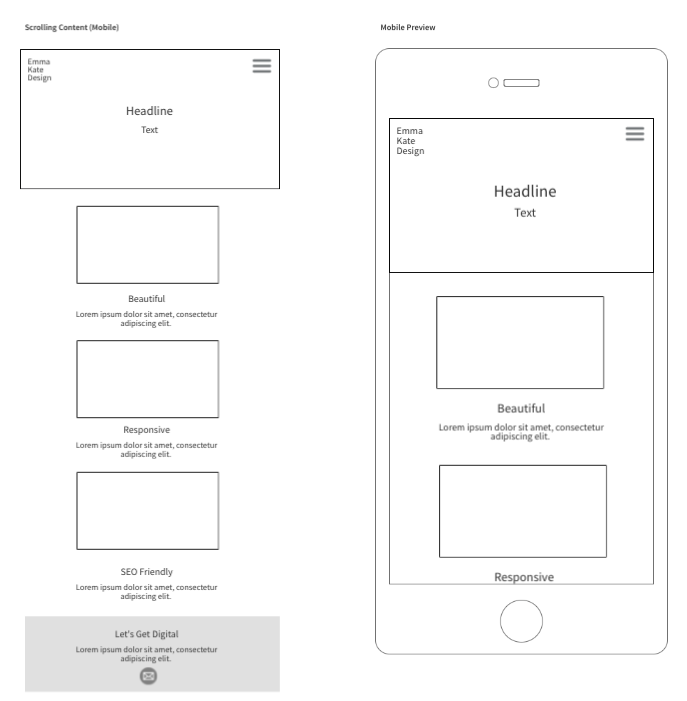 Scrolling Content (Mobile)
Emma
Kate
Design
Headline
Text
Beautiful
Lorem ipsum dolor sit amet, consectetur
adipiscing elit.
Responsive
Lorem ipsum dolor sit amet, consectetur
adipiscing elit.
SEO Friendly
Lorem ipsum dolor sit amet, consectetur
adipiscing elit.
Let's Get Digital
Lorem ipsum dolor sit amet, consectetur
adipiscing elit.
Mobile Preview
Emma
Kate
Design
Headline
Text
Beautiful
Lorem ipsum dolor sit amet, consectetur
adipiscing elit.
Responsive